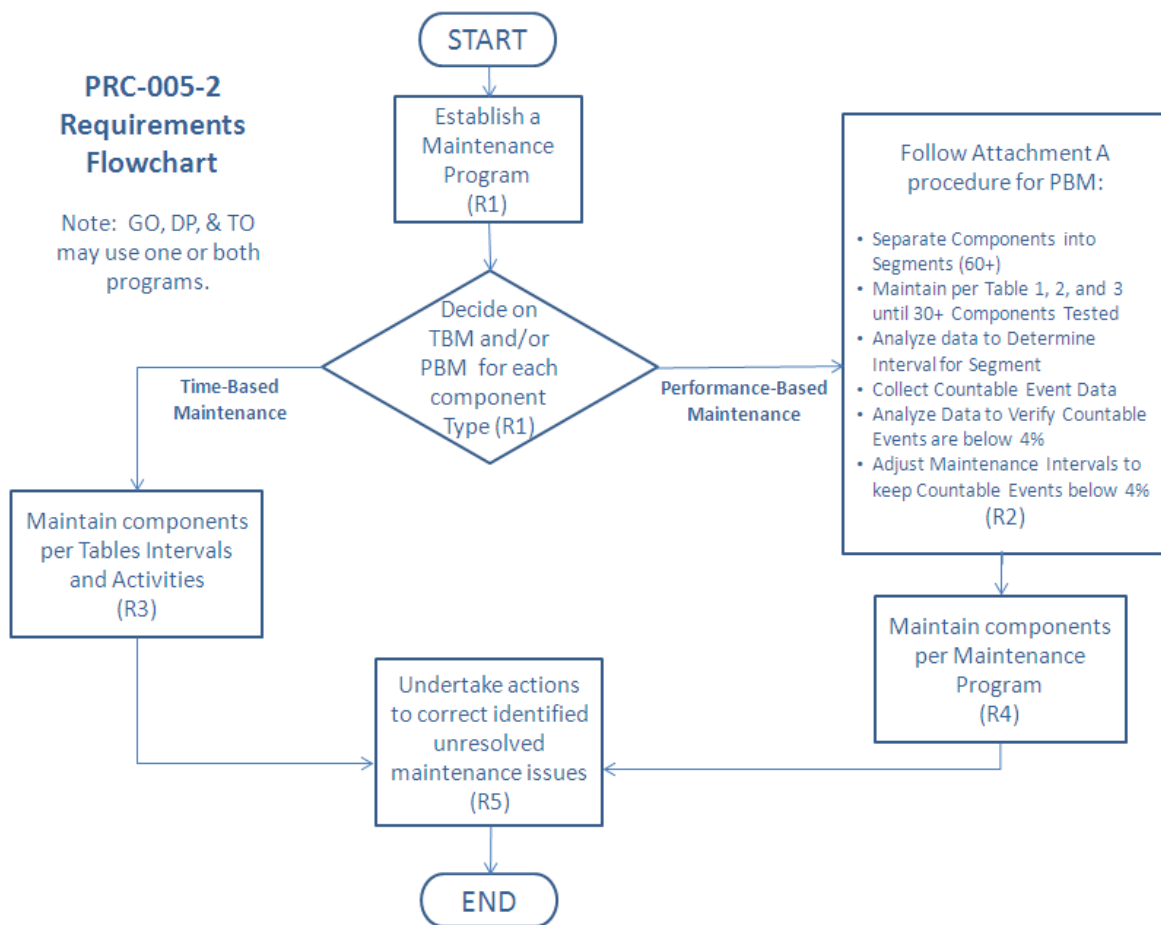 START
PRC-005-2
Requirements
Flowchart
Note: GO, DP, & TO
may use one or both
programs.
Establish a
Maintenance
Program
(R1)
Decide on
TBM and/or
PBM for each
component
Type (R1)
Time-Based
Maintenance
Performance-Based
Maintenance
Follow Attachment A
procedure for PBM:
• Separate Components into
Segments (60+)
• Maintain per Table 1, 2, and 3
until 30+ Components Tested
• Analyze data to Determine
Interval for Segment
• Collect Countable Event Data
• Analyze Data to Verify Countable
Events are below 4%
• Adjust Maintenance Intervals to
keep Countable Events below 4%
(R2)
Maintain components
per Tables Intervals
and Activities
(R3)
Maintain components
per Maintenance
Program
(R4)
Undertake actions
to correct identified
unresolved
maintenance issues
(R5)
END